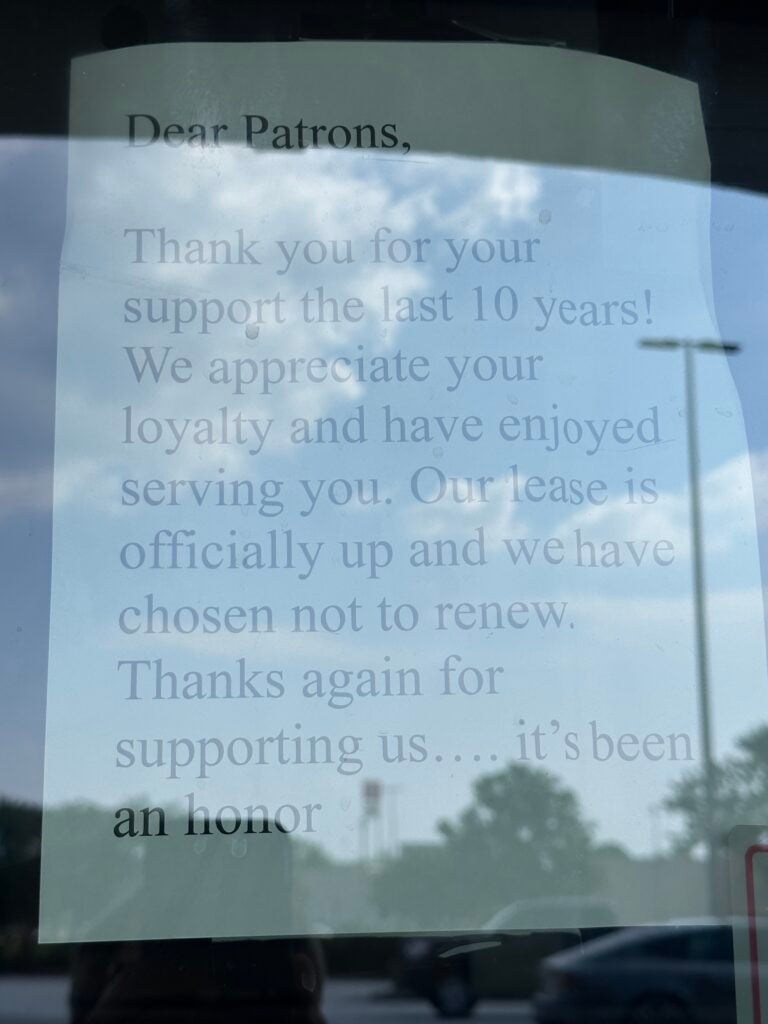 Dear Patrons,
Thank you for your
support the last 10 years!
We appreciate your
loyalty and have enjoyed
serving you. Our lease is
officially up and we have
chosen not to renew.
Thanks again for
supporting us.... it's been
an honor